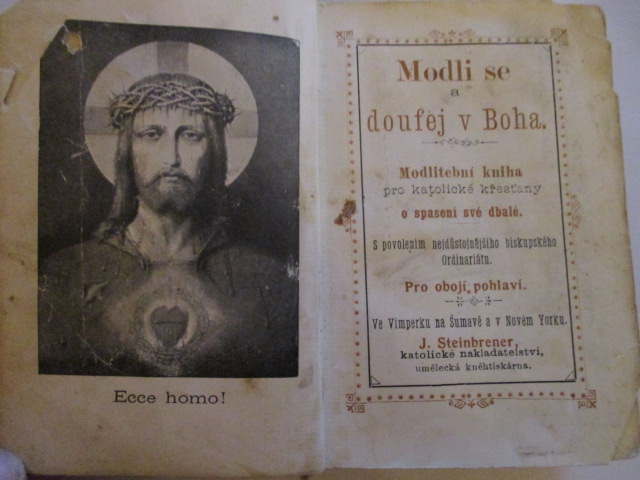 Ecce homo!
Modli se
a
doufej v Boha.
Modlitební kniha
pro katolické křesťany
o spasení své dbalé.
S povolením nejdůstojnějšího biskupského
Ordinariátu.
Pro obojí pohlaví.
Ve Vimperku na Šumavě a v Novém Yorku.
J. Steinbrener,
katolické nakladatelství,
umělecká kněhtiskárna.